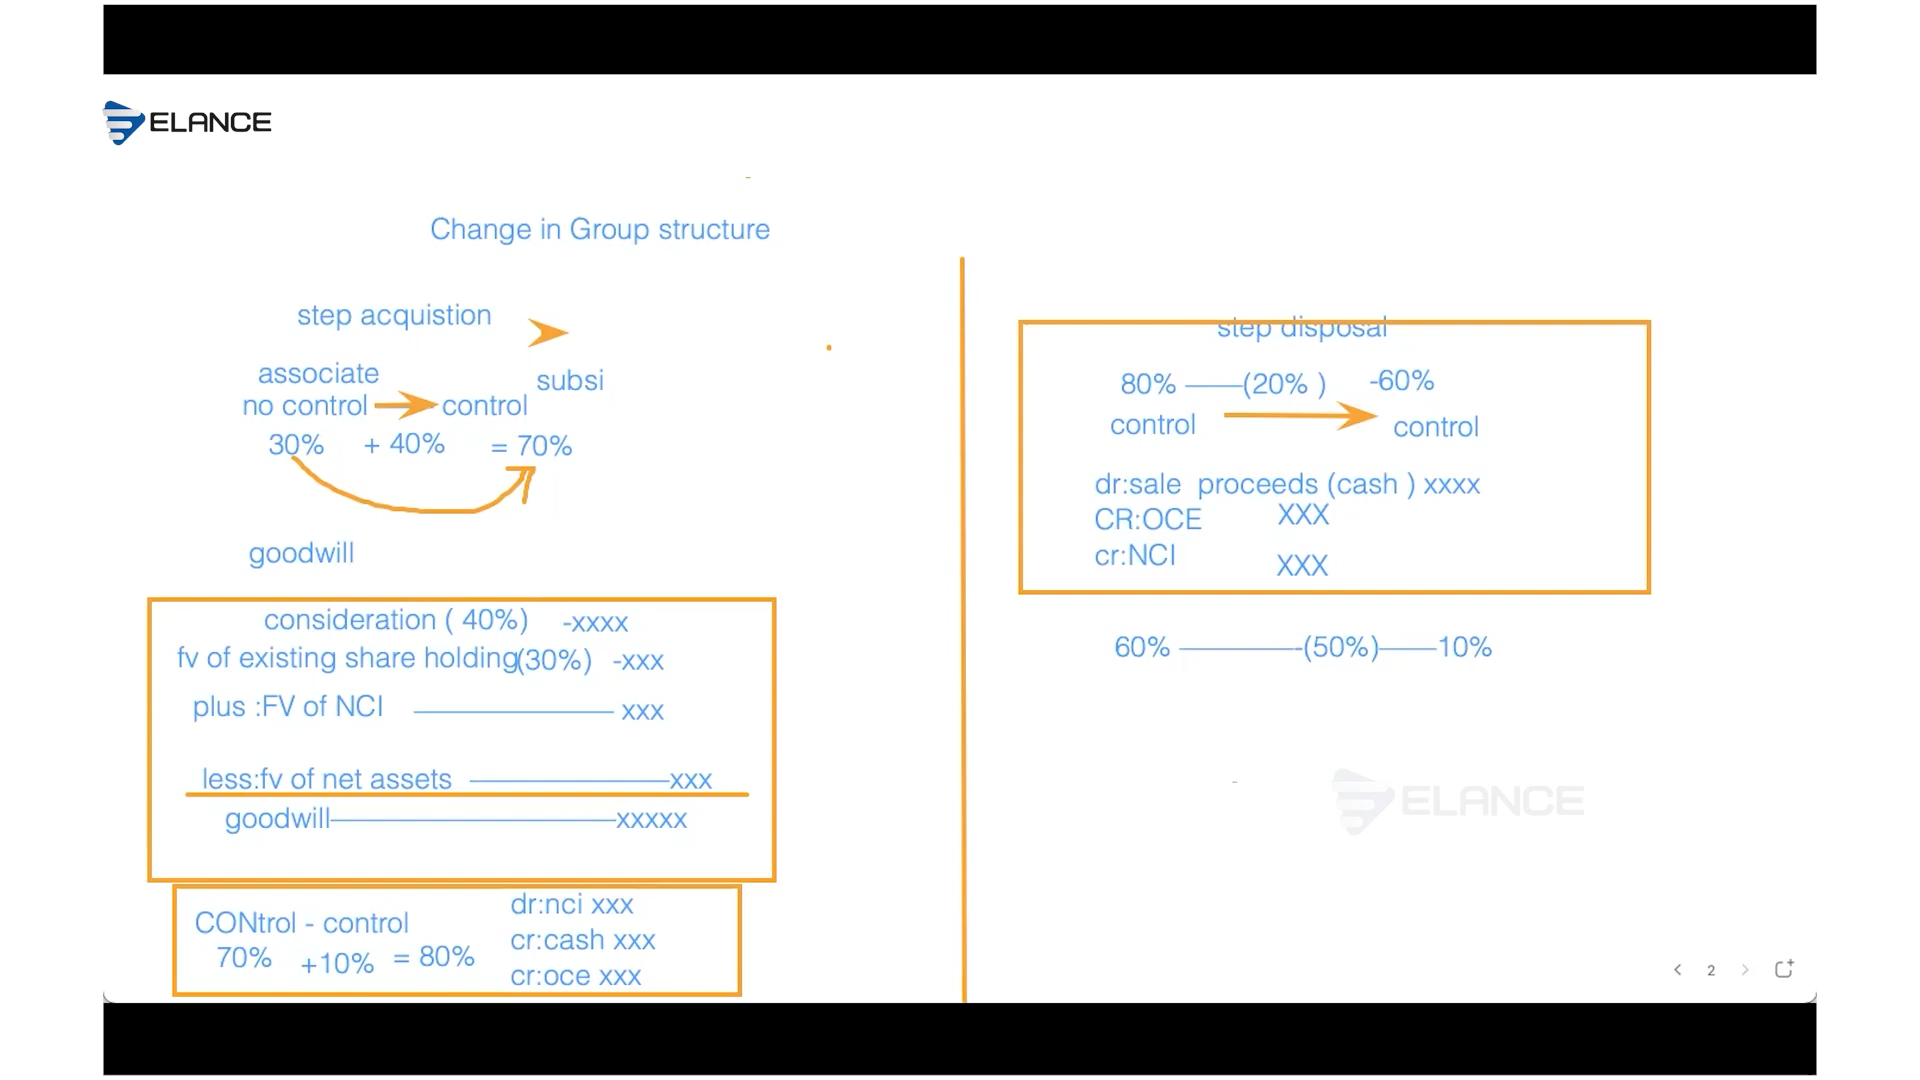 ELANCE
Change in Group structure
step acquistion
associate
subsi
no control control
30% + 40% = 70%
goodwill
consideration ( 40%) -xxxx
fv of existing share holding(30%) -xxx
plus :FV of NCI ———————— xxx
less:fv of net assets ————————xxx
goodwill———————————xxxxx
CONtrol - control
70% +10% = 80%
dr:nci xxx
cr:cash xxx
cr:oce xxx
step disposal
80% ——(20% ) -60%
control control
dr:sale proceeds (cash ) xxxx
CR:OCE XXX
cr:NCI XXX
60% ————-(50%)——10%
ELANCE
2